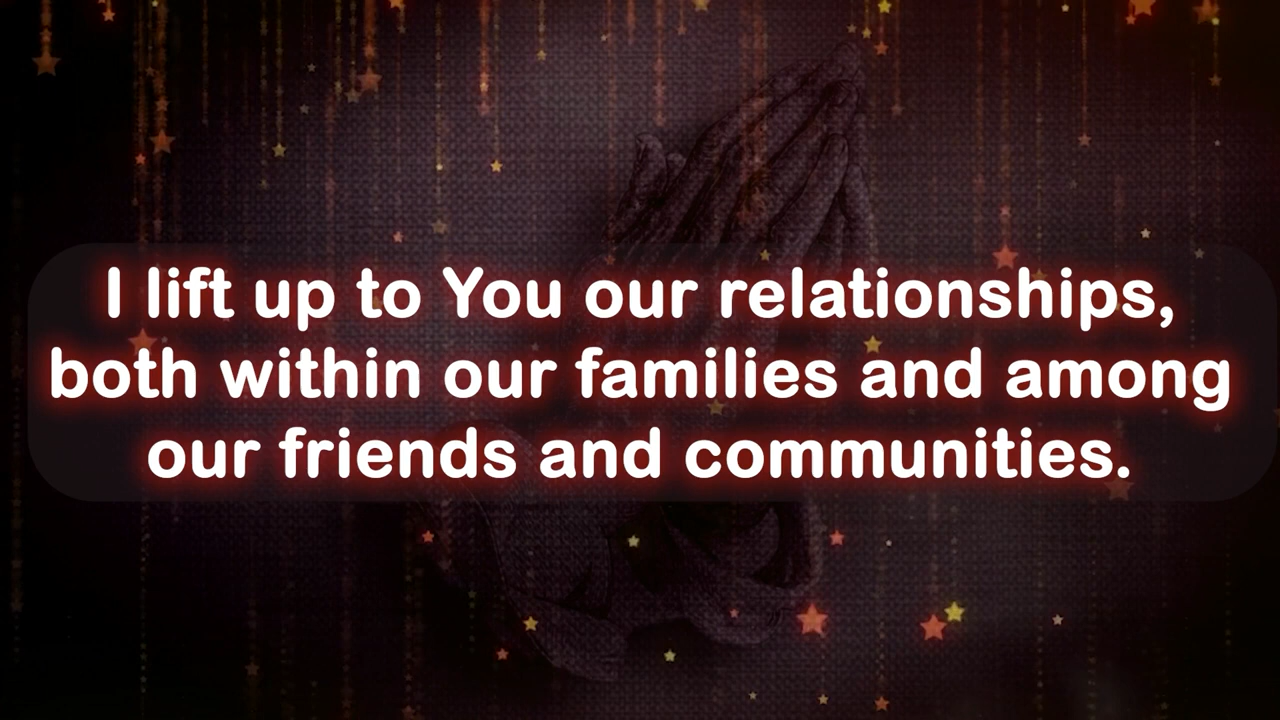 I lift up to You our relationships,
both within our families and among
our friends and communities.